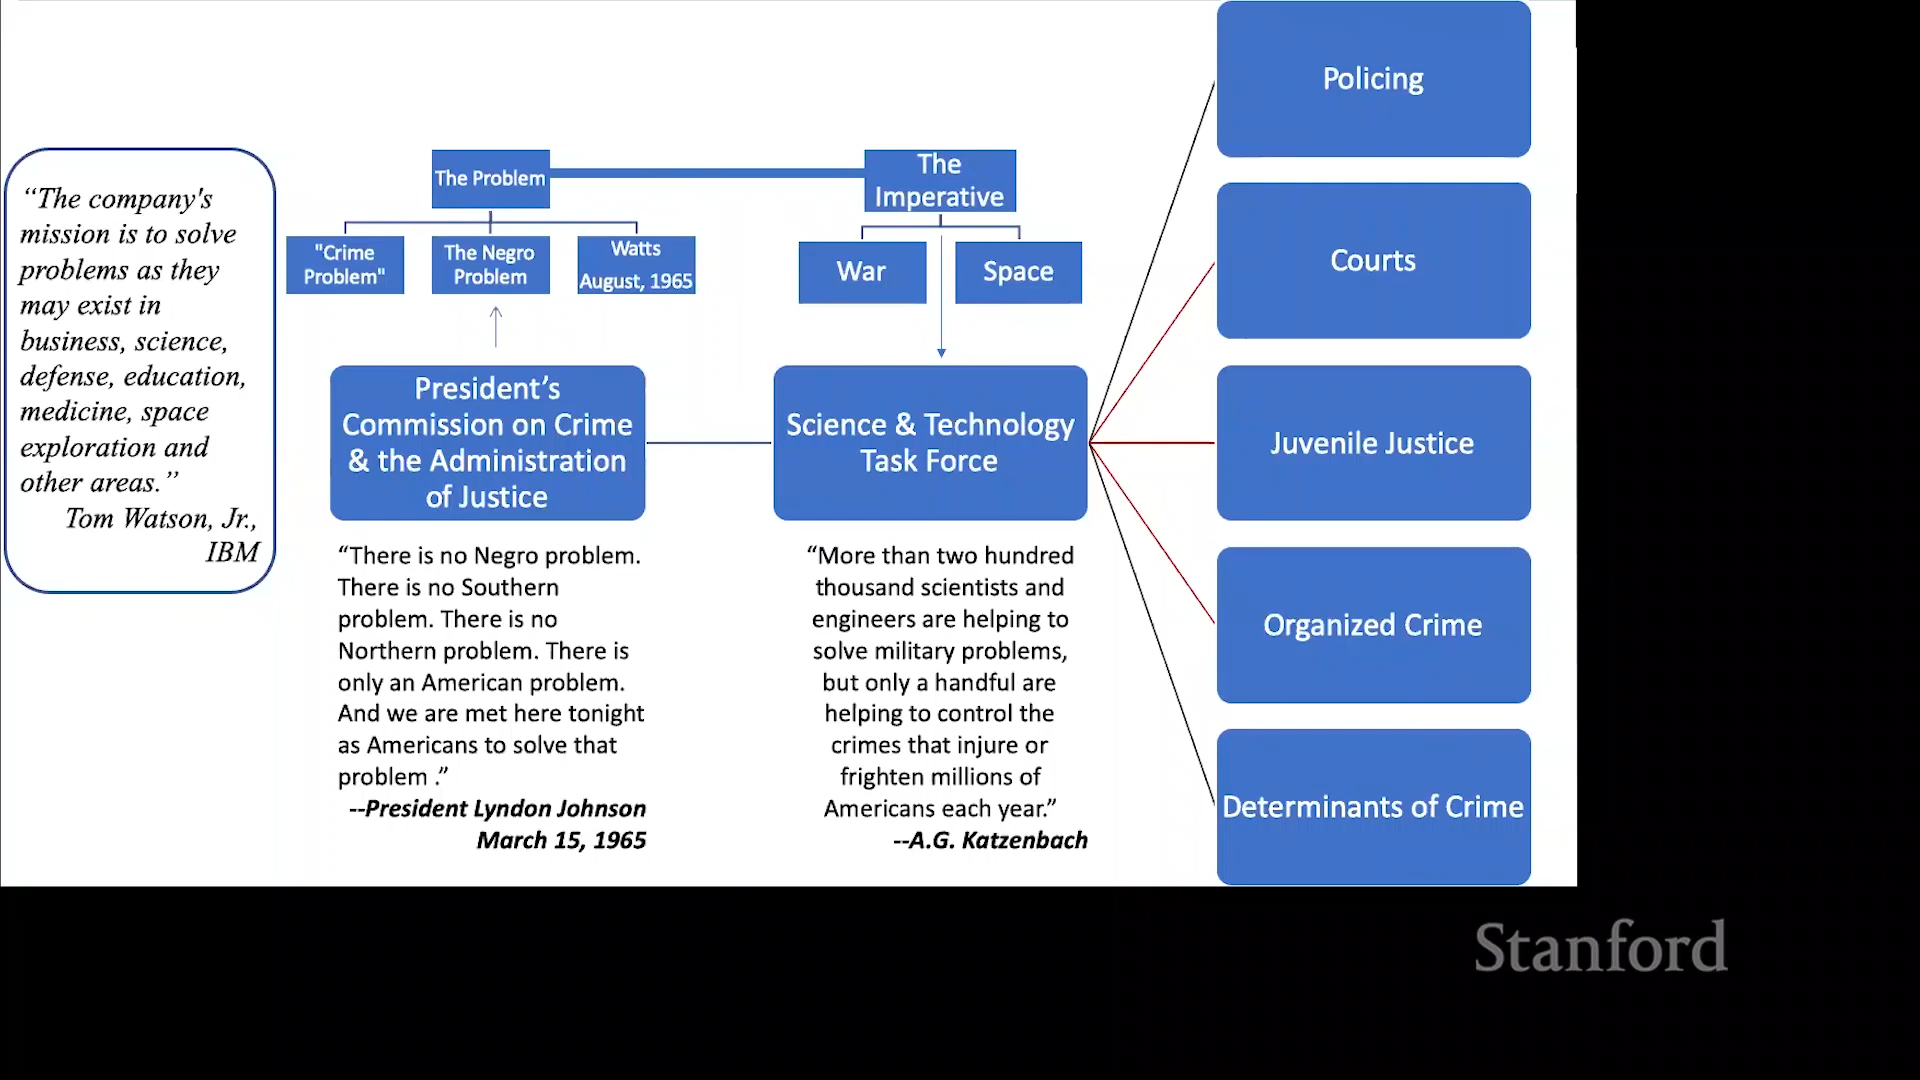 “The company's
mission is to solve
problems as they
may exist in
business, science,
defense, education,
medicine, space
exploration and
other areas.”
Tom Watson, Jr.,
IBM
The Problem
"Crime
Problem"
The Negro
Problem
Watts
August, 1965
The
Imperative
War
Space
President’s
Commission on Crime
& the Administration
of Justice
“There is no Negro problem.
There is no Southern
problem. There is no
Northern problem. There is
only an American problem.
And we are met here tonight
as Americans to solve that
problem .”
--President Lyndon Johnson
March 15, 1965
Science & Technology
Task Force
“More than two hundred
thousand scientists and
engineers are helping to
solve military problems,
but only a handful are
helping to control the
crimes that injure or
frighten millions of
Americans each year.”
--A.G. Katzenbach
Policing
Courts
Juvenile Justice
Organized Crime
Determinants of Crime
Stanford